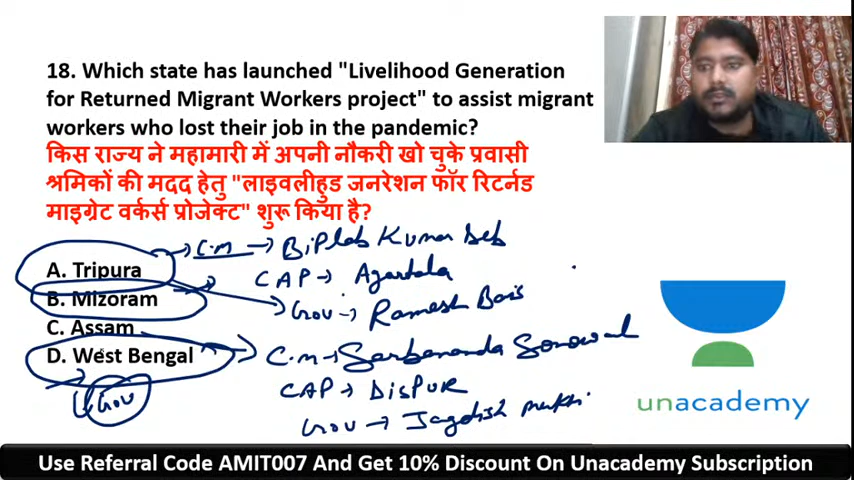 18. Which state has launched "Livelihood Generation
for Returned Migrant Workers project" to assist migrant
workers who lost their job in the pandemic?
किस राज्य ने महामारी में अपनी नौकरी खो चुके प्रवासी
श्रमिकों की मदद हेतु "लाइवलीहुड जनरेशन फॉर रिटर्नड
माइग्रेट वर्कर्स प्रोजेक्ट" शुरू किया है?
C.M → Biplab Kumar Deb
A. Tripura
CAP → Agartala
B. Mizoram
Gov → Ramesh Bais
C. Assam
C.M → Sarbananda Sonowal
D. West Bengal
CAP → DISPUR
Gov
Gov → Jagdish Mukhi
unacademy
Use Referral Code AMIT007 And Get 10% Discount On Unacademy Subscription